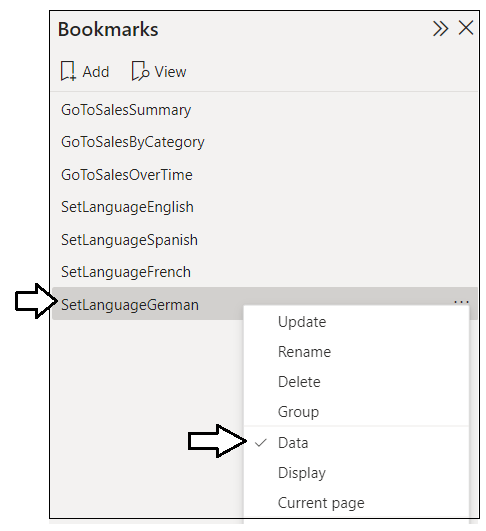 Bookmarks
Add View
GoToSalesSummary
GoToSalesByCategory
GoToSalesOverTime
SetLanguageEnglish
SetLanguageSpanish
SetLanguageFrench
SetLanguageGerman ...
Update
Rename
Delete
Group
Data
Display
Current page